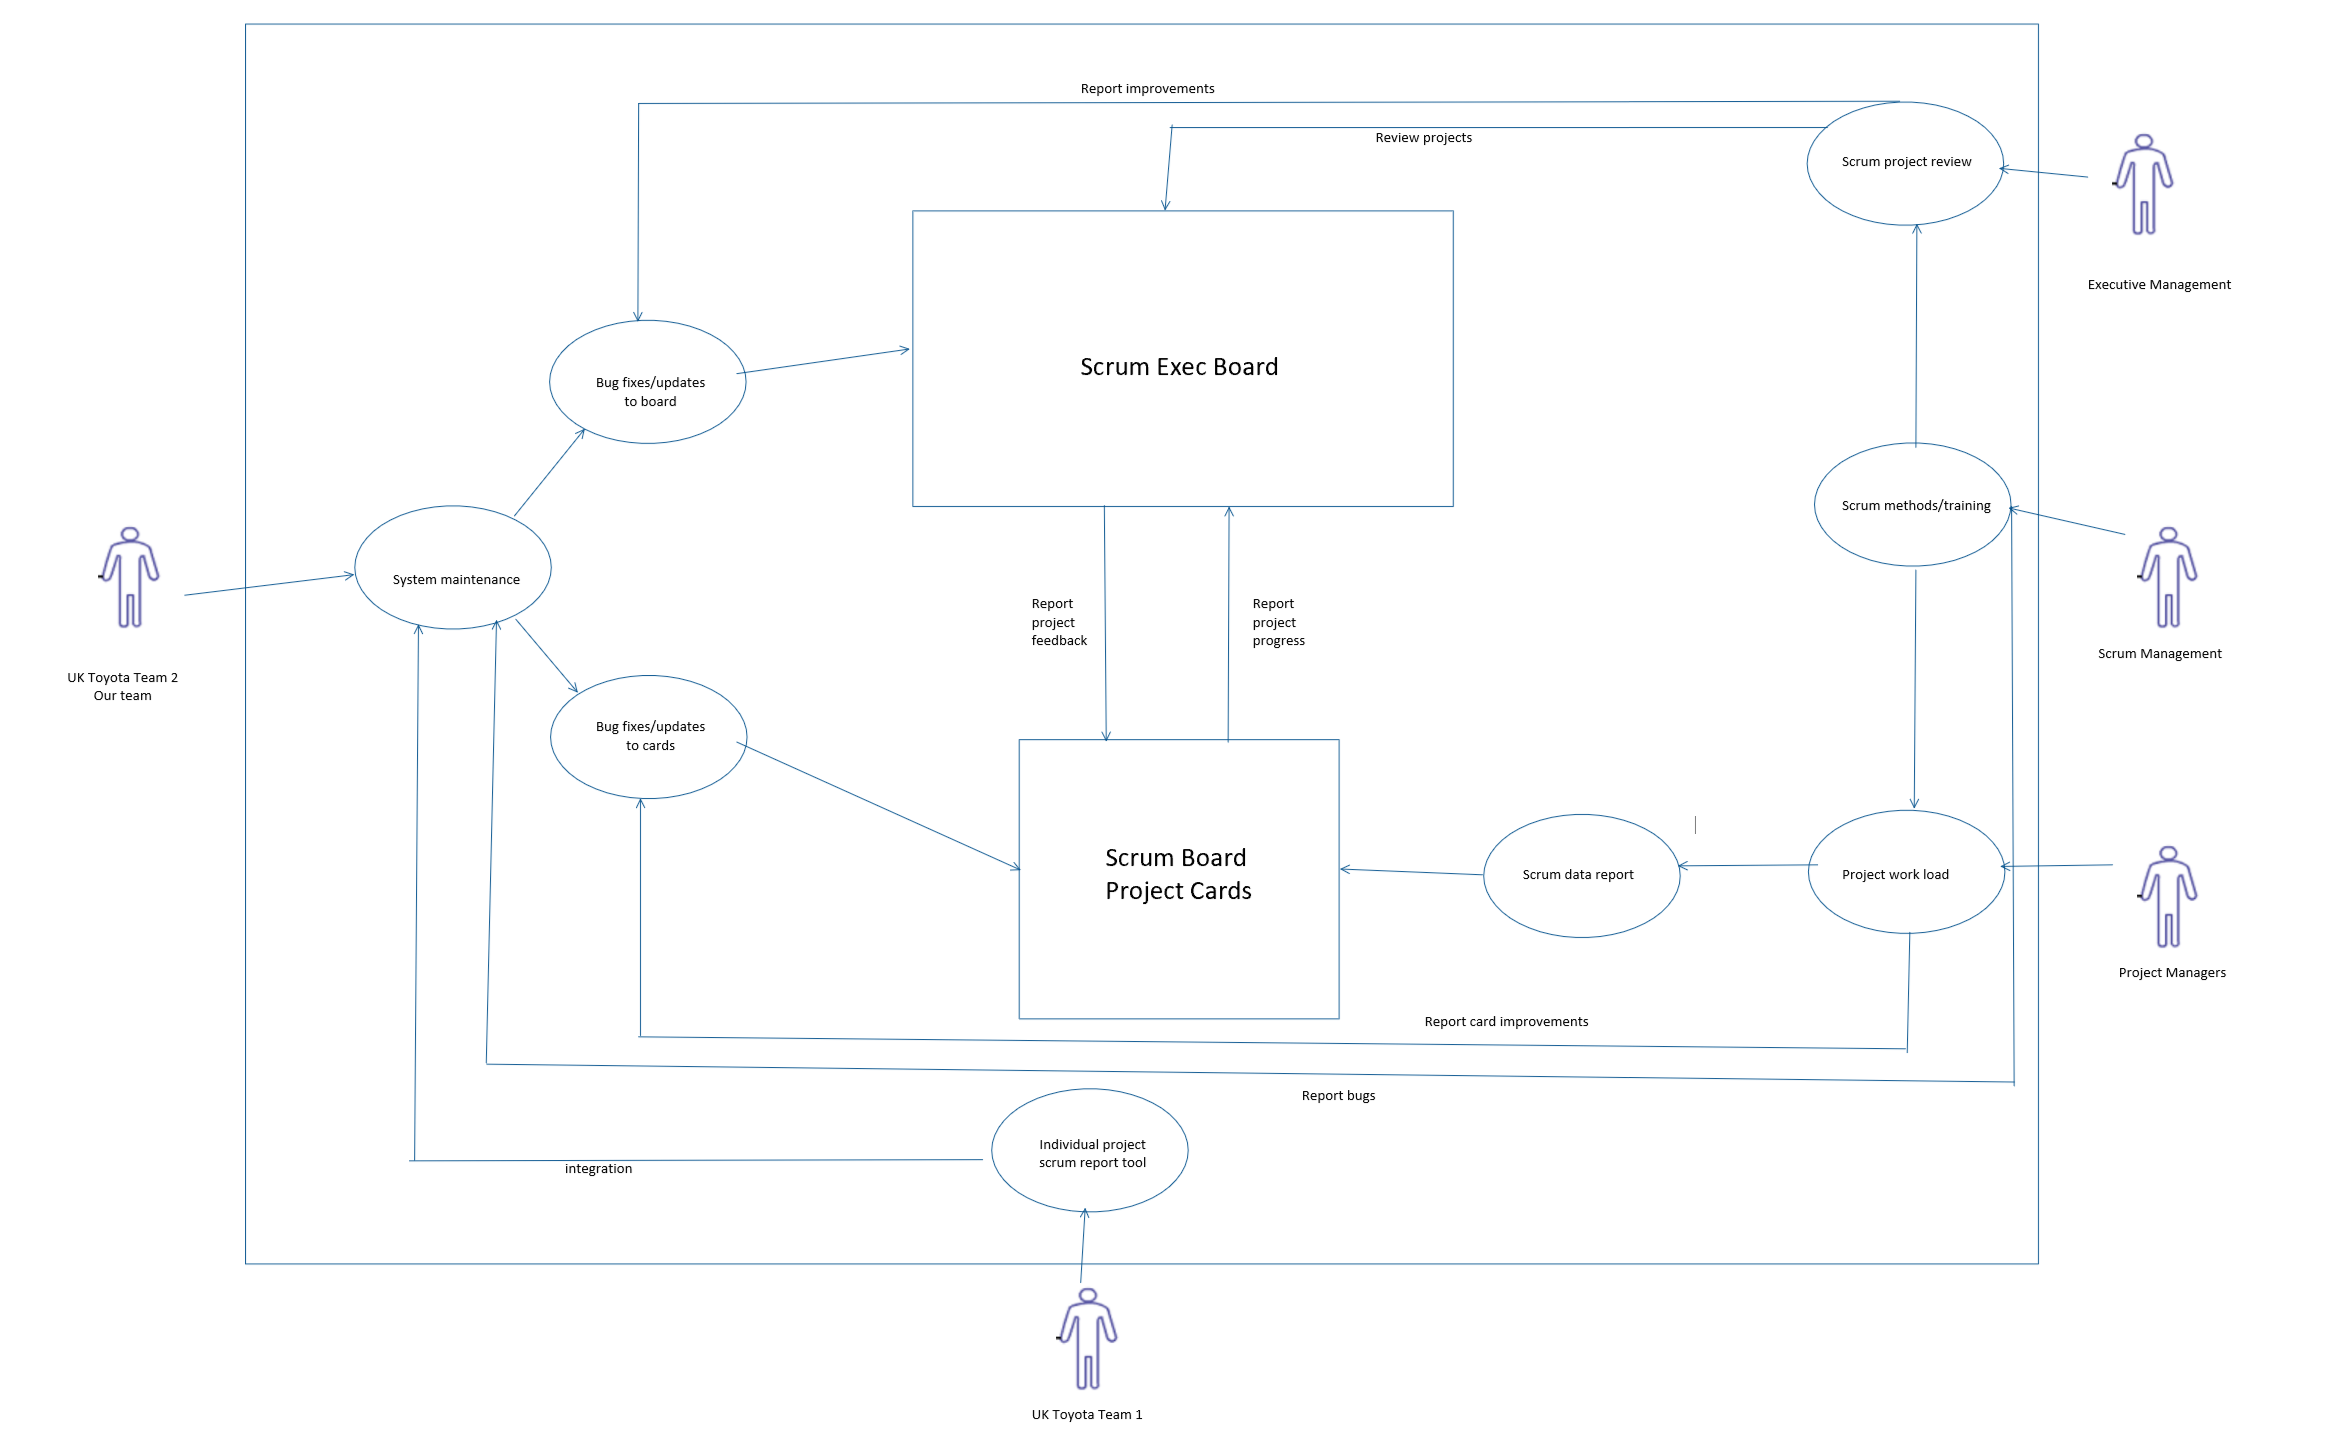 Report improvements
Review projects
Scrum project review
Executive Management
Scrum Exec Board
Bug fixes/updates
to board
Scrum methods/training
System maintenance
Report
project
feedback
Report
project
progress
Scrum Management
UK Toyota Team 2
Our team
Bug fixes/updates
to cards
Scrum Board
Project Cards
Scrum data report
Project work load
Project Managers
Report card improvements
Report bugs
Individual project
scrum report tool
integration
UK Toyota Team 1